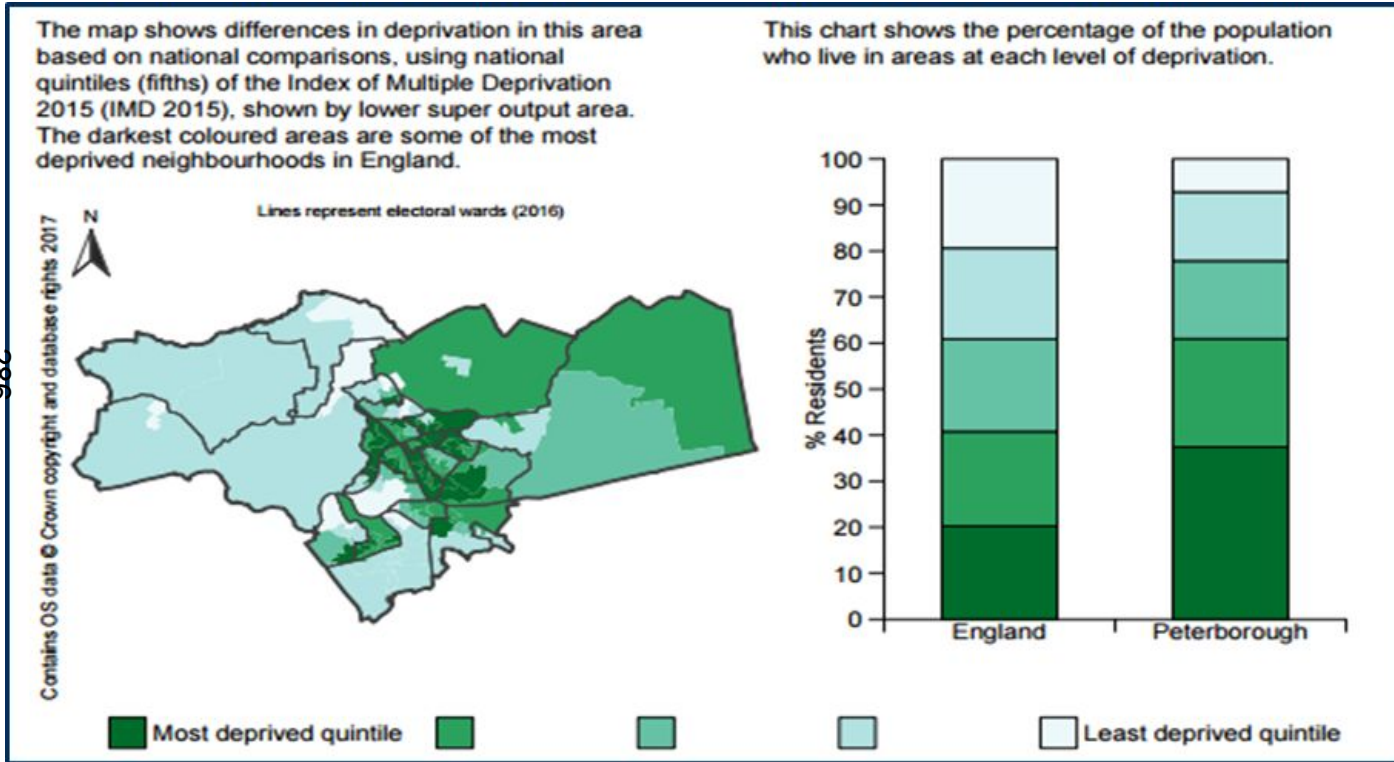 The map shows differences in deprivation in this area
based on national comparisons, using national
quintiles (fifths) of the Index of Multiple Deprivation
2015 (IMD 2015), shown by lower super output area.
The darkest coloured areas are some of the most
deprived neighbourhoods in England.
Lines represent electoral wards (2016)
N
Contains OS data © Crown copyright and database rights 2017
This chart shows the percentage of the population
who live in areas at each level of deprivation.
% Residents
100
90
80
70
60
50
40
30
20
10
0
England
Peterborough
Most deprived quintile
Least deprived quintile